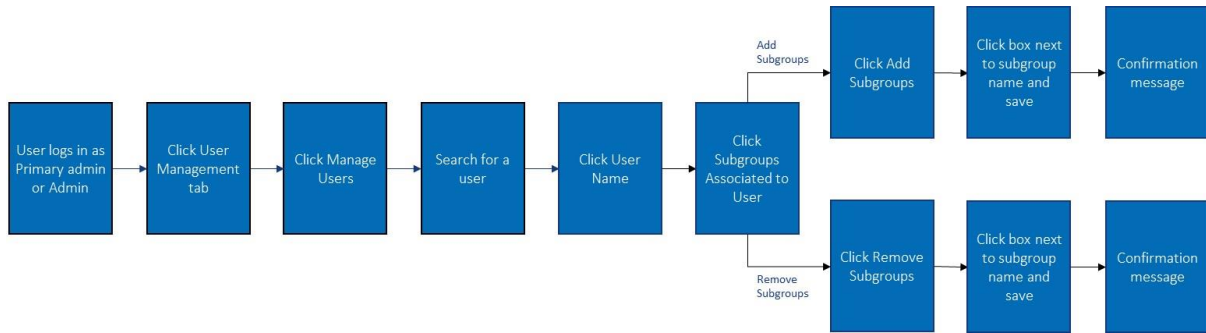 User logs in as
Primary admin
or Admin
Click User
Management
tab
Click Manage
Users
Search for a
user
Click User
Name
Click
Subgroups
Associated to
User
Add
Subgroups
Click Add
Subgroups
Click box next
to subgroup
name and
save
Confirmation
message
Remove
Subgroups
Click Remove
Subgroups
Click box next
to subgroup
name and
save
Confirmation
message